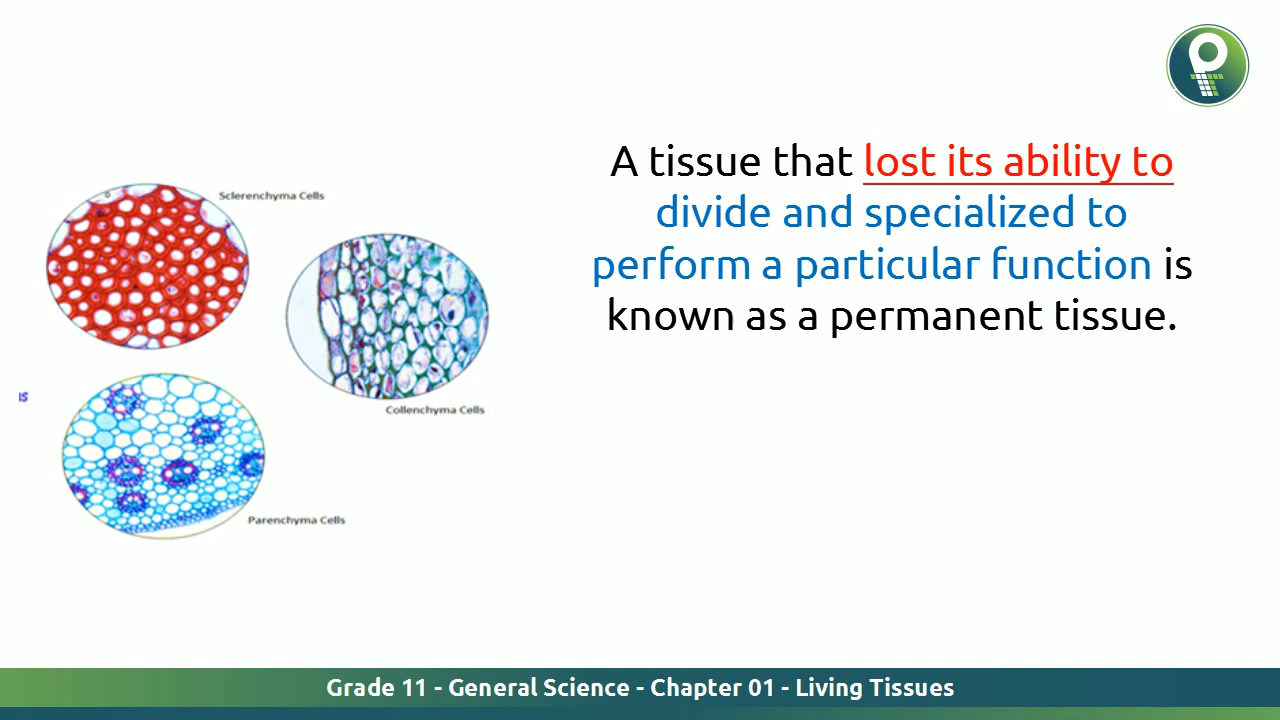 A tissue that lost its ability to
divide and specialized to
perform a particular function is
known as a permanent tissue.
Sclerenchyma Cells
Collenchyma Cells
Parenchyma Cells
Grade 11 - General Science - Chapter 01 - Living Tissues